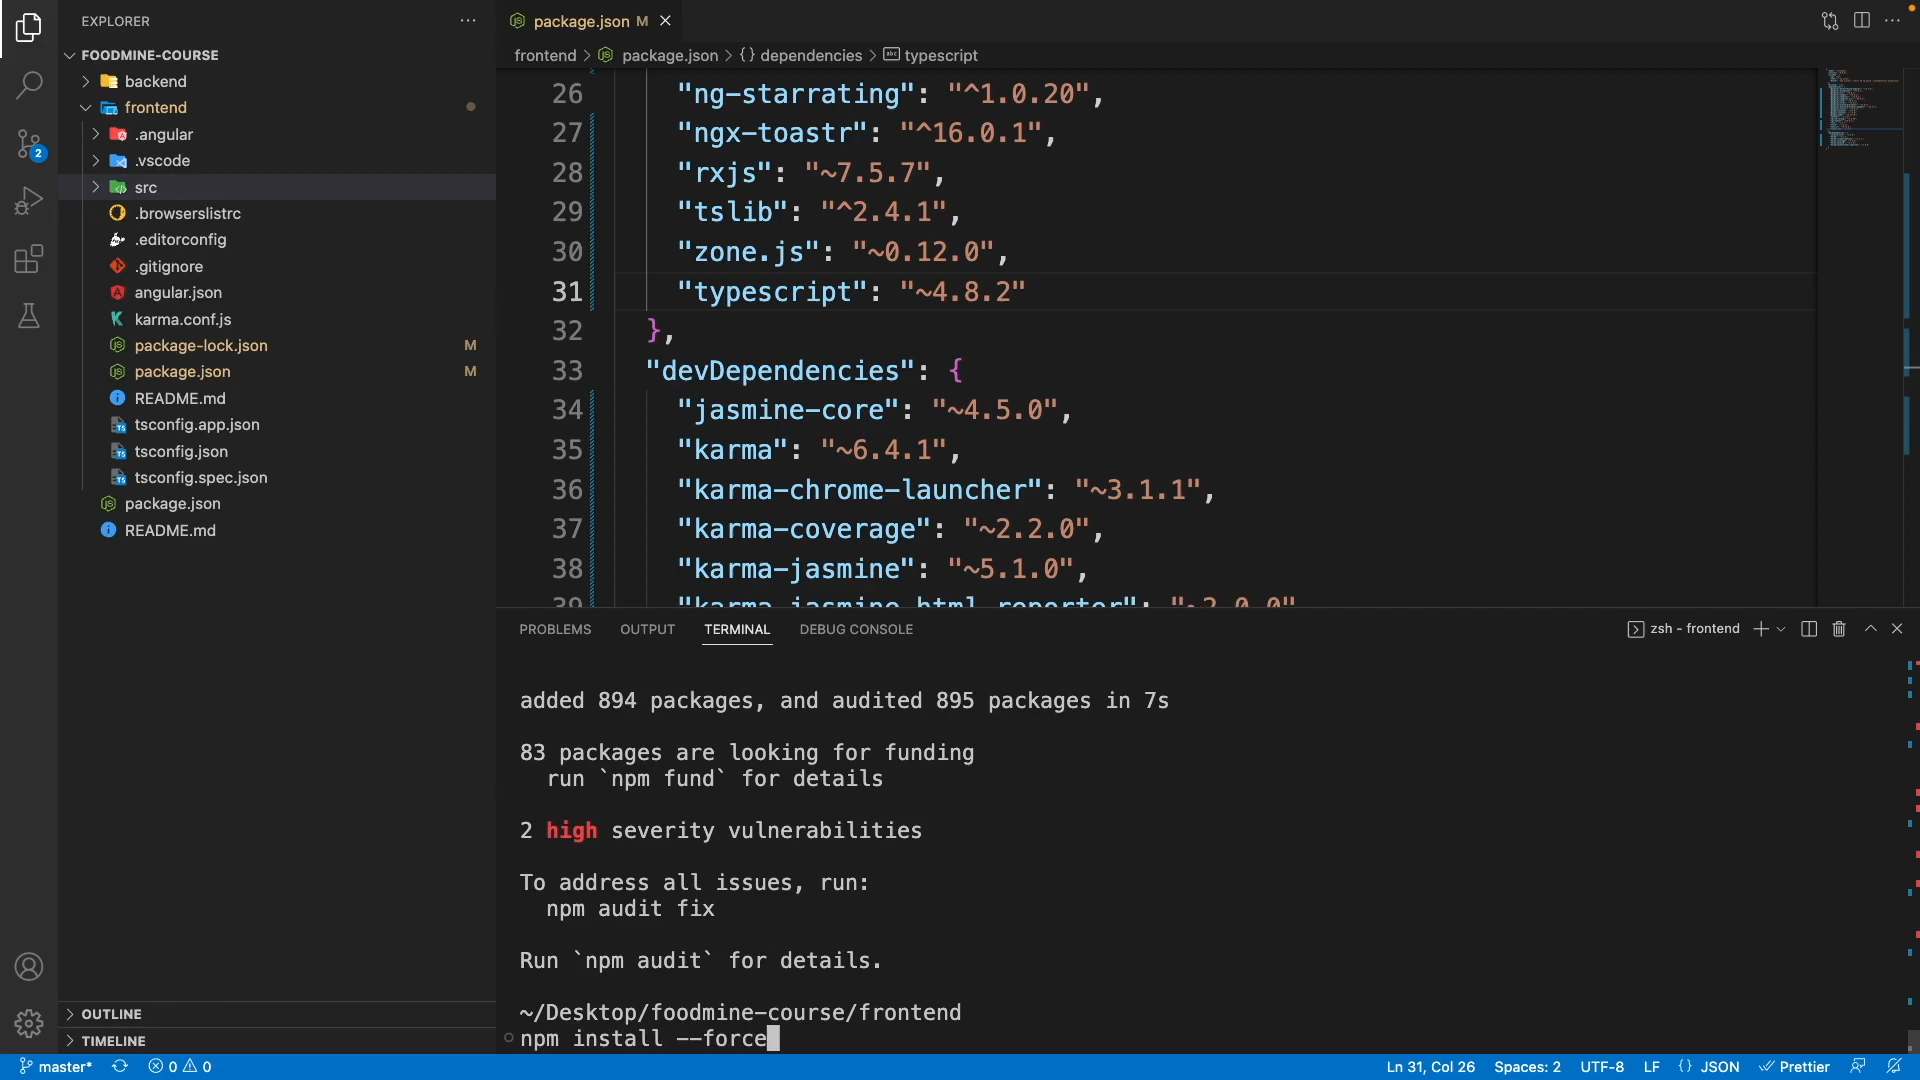 EXPLORER
FOODMINE-COURSE
backend
frontend
.angular
.vscode
src
.browserslistrc
.editorconfig
.gitignore
angular.json
karma.conf.js
package-lock.json M
package.json M
README.md
tsconfig.app.json
tsconfig.json
tsconfig.spec.json
package.json
README.md
OUTLINE
TIMELINE
2
package.json M
frontend > package.json > {} dependencies > typescript
26 "ng-starrating": "^1.0.20",
27 "ngx-toastr": "^16.0.1",
28 "rxjs": "~7.5.7",
29 "tslib": "^2.4.1",
30 "zone.js": "~0.12.0",
31 "typescript": "~4.8.2"
32 },
33 "devDependencies": {
34 "jasmine-core": "~4.5.0",
35 "karma": "~6.4.1",
36 "karma-chrome-launcher": "~3.1.1",
37 "karma-coverage": "~2.2.0",
38 "karma-jasmine": "~5.1.0",
39 "karma-jasmine-html-reporter": "~2.0.0"
PROBLEMS OUTPUT TERMINAL DEBUG CONSOLE
zsh - frontend
added 894 packages, and audited 895 packages in 7s
83 packages are looking for funding
run `npm fund` for details
2 high severity vulnerabilities
To address all issues, run:
npm audit fix
Run `npm audit` for details.
~/Desktop/foodmine-course/frontend
npm install --force
master* 0 0 Ln 31, Col 26 Spaces: 2 UTF-8 LF {} JSON Prettier